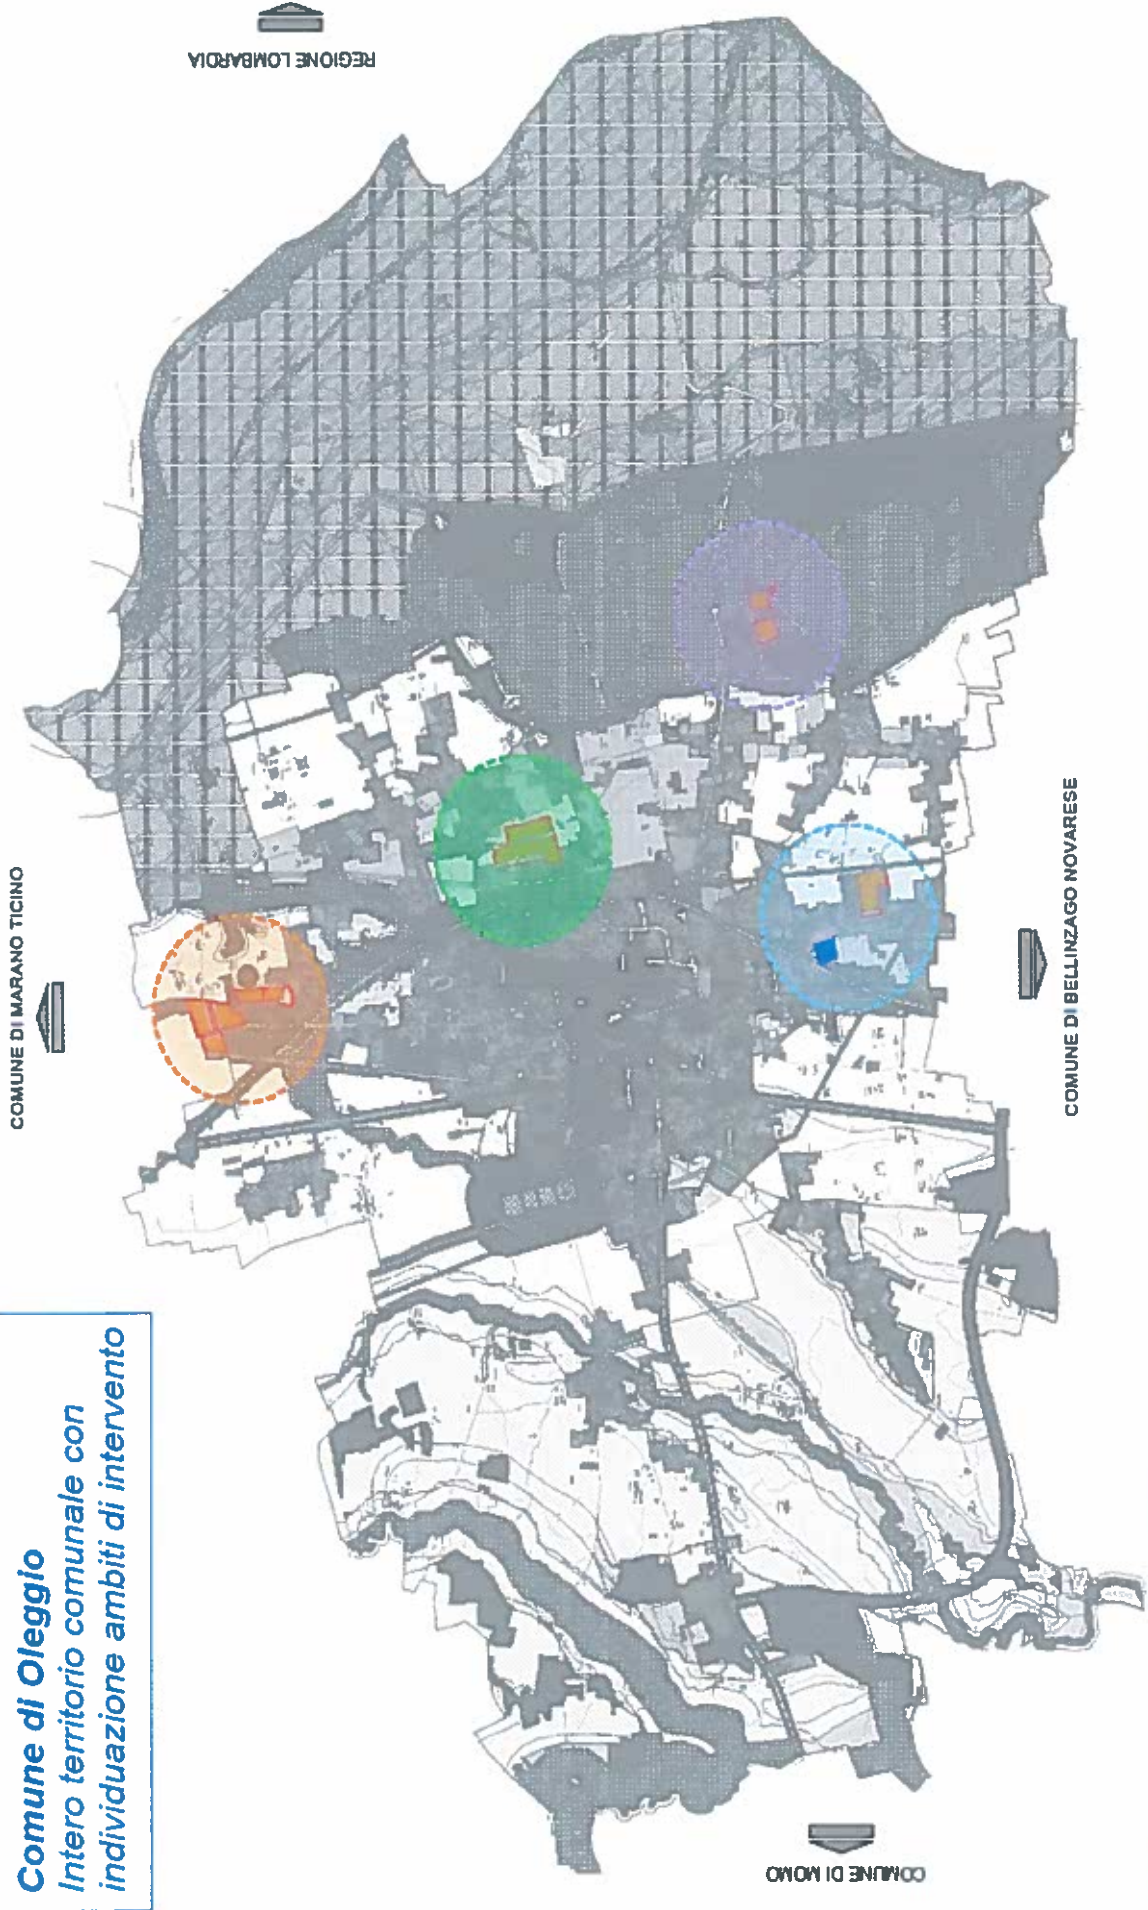 Comune di Oleggio
Intero territorio comunale con
individuazione ambiti di intervento
COMUNE DI MARANO TICINO
REGIONE LOMBARDIA
COMUNE DI BELLINZAGO NOVARESE
COMUNE DI MOMO